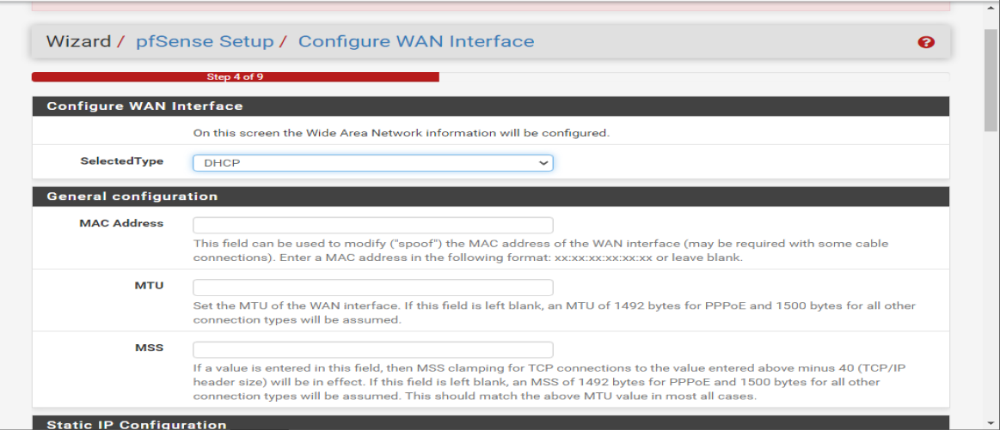 Wizard / pfSense Setup / Configure WAN Interface
Step 4 of 9
Configure WAN Interface
On this screen the Wide Area Network information will be configured.
SelectedType
DHCP
General configuration
MAC Address
This field can be used to modify ("spoof") the MAC address of the WAN interface (may be required with some cable
connections). Enter a MAC address in the following format: xx:xx:xx:xx:xx:xx or leave blank.
MTU
Set the MTU of the WAN interface. If this field is left blank, an MTU of 1492 bytes for PPPoE and 1500 bytes for all other
connection types will be assumed.
MSS
If a value is entered in this field, then MSS clamping for TCP connections to the value entered above minus 40 (TCP/IP
header size) will be in effect. If this field is left blank, an MSS of 1492 bytes for PPPoE and 1500 bytes for all other
connection types will be assumed. This should match the above MTU value in most all cases.
Static IP Configuration